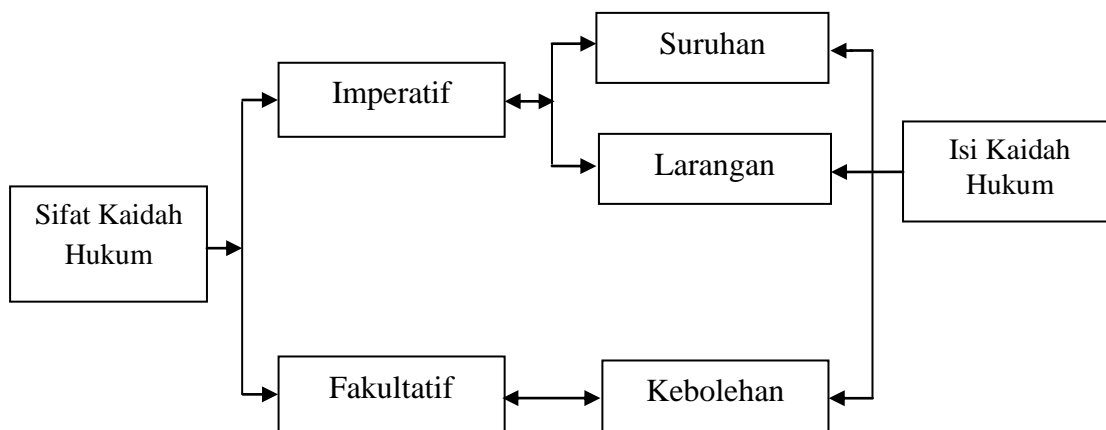 Suruhan
Imperatif
Larangan
Isi Kaidah
Hukum
Sifat Kaidah
Hukum
Fakultatif
Kebolehan